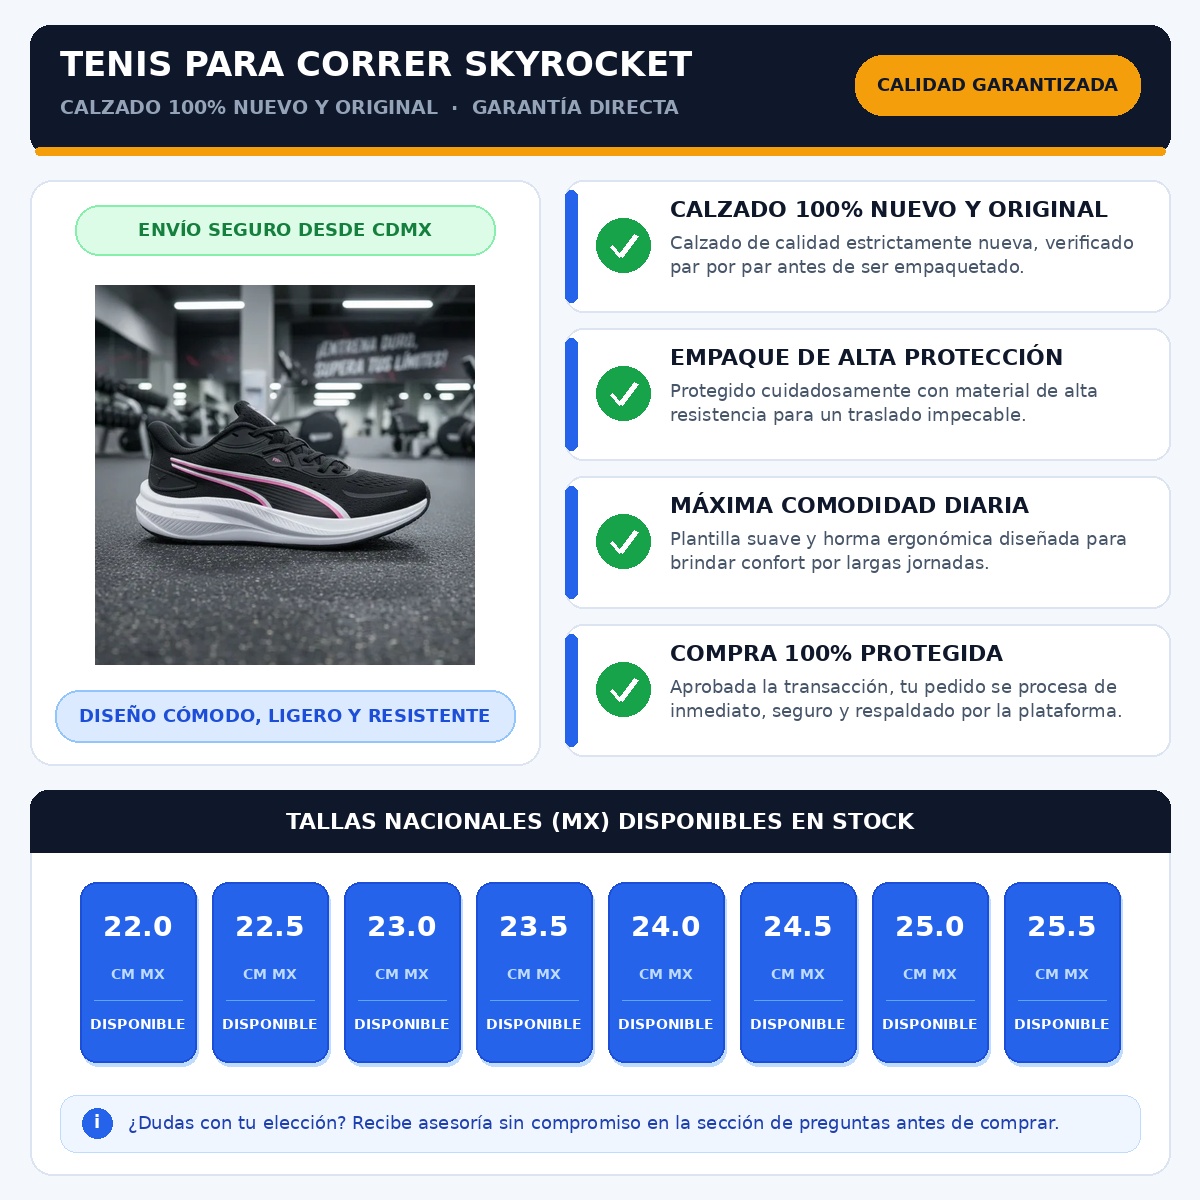 TENIS PARA CORRER SKYROCKET
CALZADO 100% NUEVO Y ORIGINAL · GARANTÍA DIRECTA
CALIDAD GARANTIZADA
ENVÍO SEGURO DESDE CDMX
¡ENTRENA DURO,
SUPERA TUS LÍMITES!
DISEÑO CÓMODO, LIGERO Y RESISTENTE
CALZADO 100% NUEVO Y ORIGINAL
Calzado de calidad estrictamente nueva, verificado
par por par antes de ser empaquetado.
EMPAQUE DE ALTA PROTECCIÓN
Protegido cuidadosamente con material de alta
resistencia para un traslado impecable.
MÁXIMA COMODIDAD DIARIA
Plantilla suave y horma ergonómica diseñada para
brindar confort por largas jornadas.
COMPRA 100% PROTEGIDA
Aprobada la transacción, tu pedido se procesa de
inmediato, seguro y respaldado por la plataforma.
TALLAS NACIONALES (MX) DISPONIBLES EN STOCK
22.0 22.5 23.0 23.5 24.0 24.5 25.0 25.5
CM MX CM MX CM MX CM MX CM MX CM MX CM MX CM MX
DISPONIBLE DISPONIBLE DISPONIBLE DISPONIBLE DISPONIBLE DISPONIBLE DISPONIBLE DISPONIBLE
i ¿Dudas con tu elección? Recibe asesoría sin compromiso en la sección de preguntas antes de comprar.